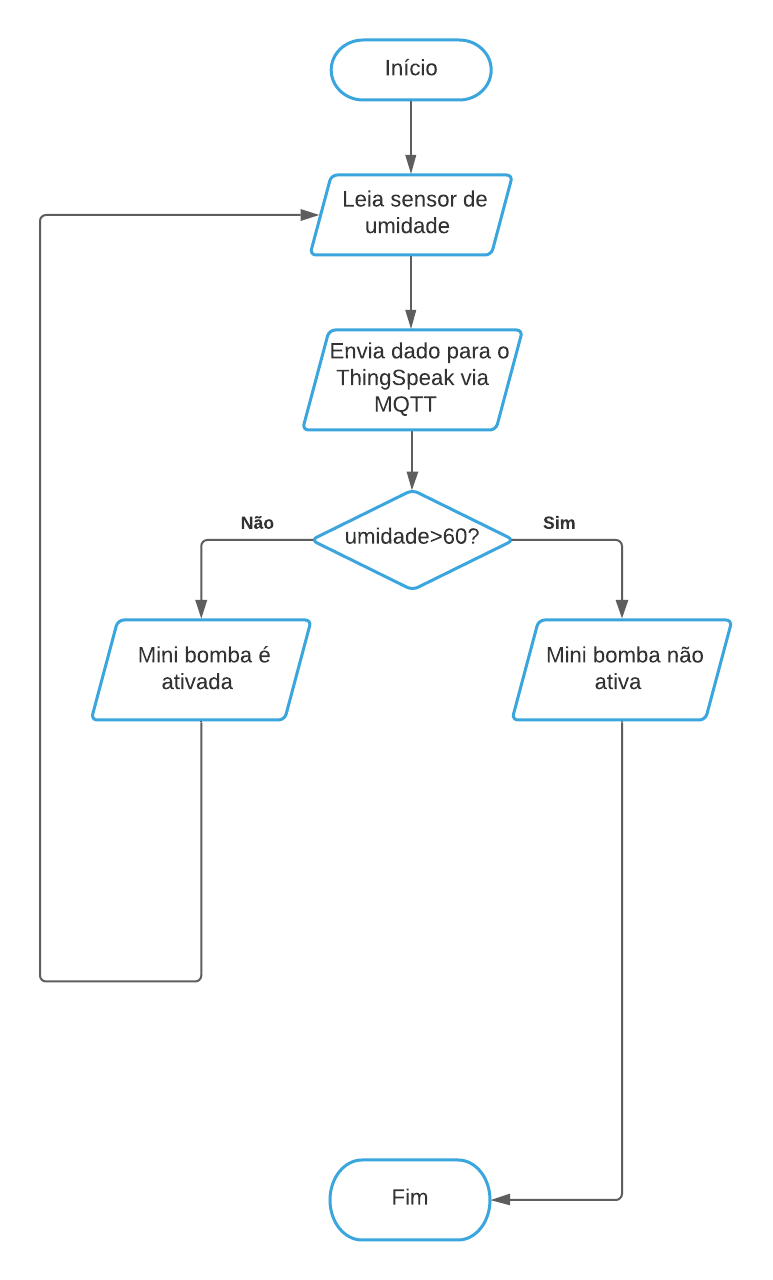 Início
Leia sensor de
umidade
Envia dado para o
ThingSpeak via
MQTT
Não
umidade>60?
Sim
Mini bomba é
ativada
Mini bomba não
ativa
Fim